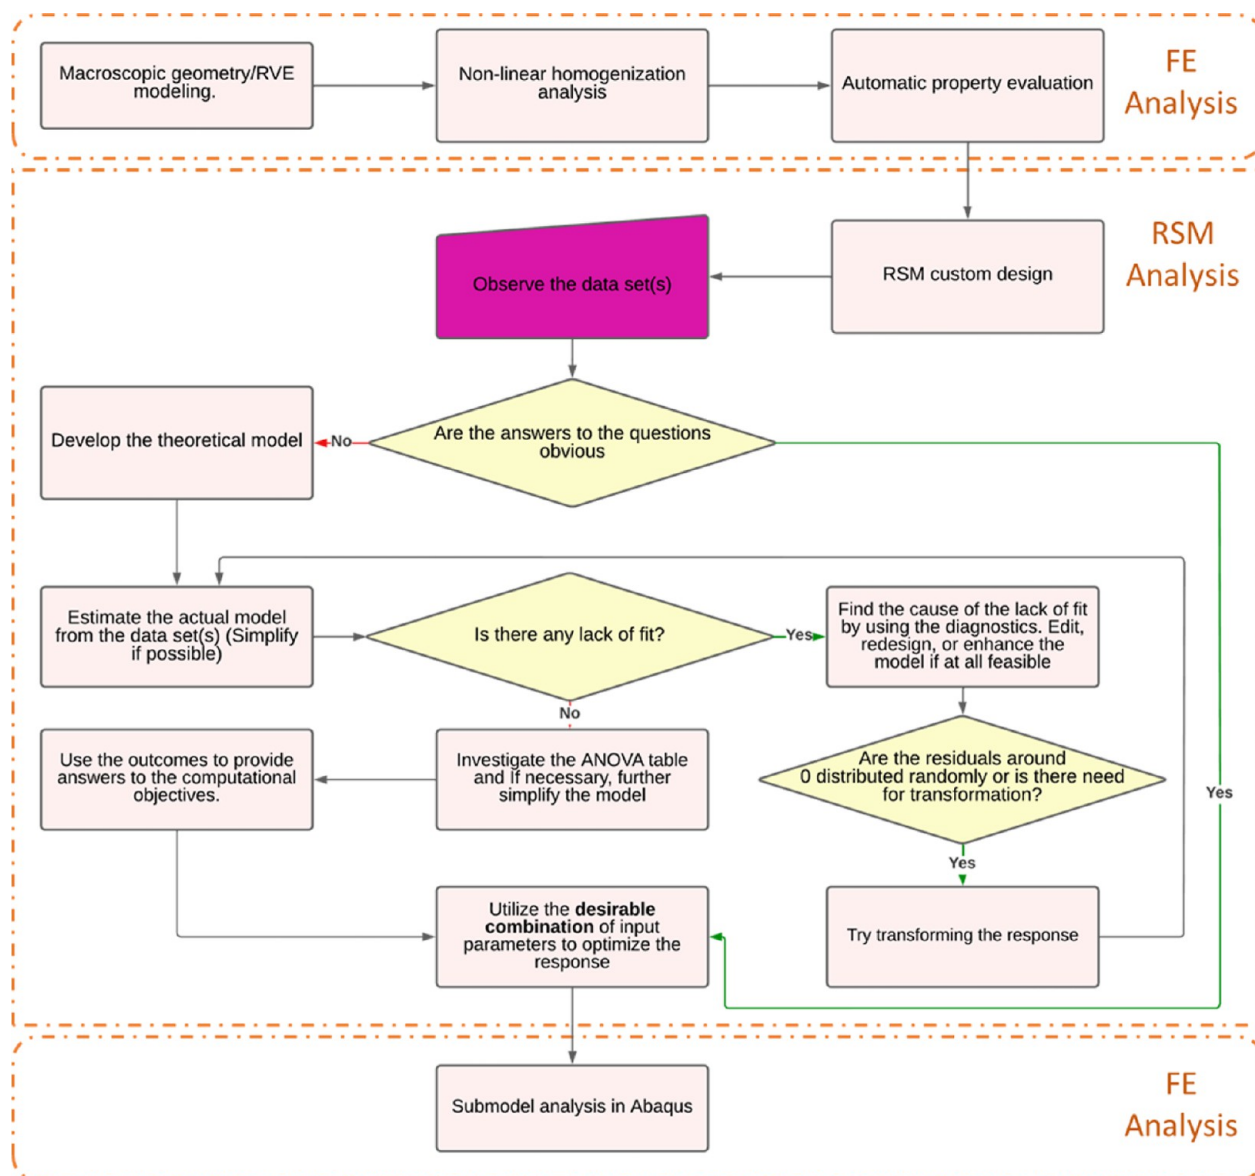 Macroscopic geometry/RVE
modeling.
Non-linear homogenization
analysis
Automatic property evaluation
FE
Analysis
RSM
Analysis
RSM custom design
Observe the data set(s)
Are the answers to the questions
obvious
No
Develop the theoretical model
Estimate the actual model
from the data set(s) (Simplify
if possible)
Is there any lack of fit?
Yes
Find the cause of the lack of fit
by using the diagnostics. Edit,
redesign, or enhance the
model if at all feasible
No
Use the outcomes to provide
answers to the computational
objectives.
Investigate the ANOVA table
and if necessary, further
simplify the model
Are the residuals around
0 distributed randomly or is there need
for transformation?
Yes
Yes
Utilize the desirable
combination of input
parameters to optimize the
response
Try transforming the response
Submodel analysis in Abaqus
FE
Analysis